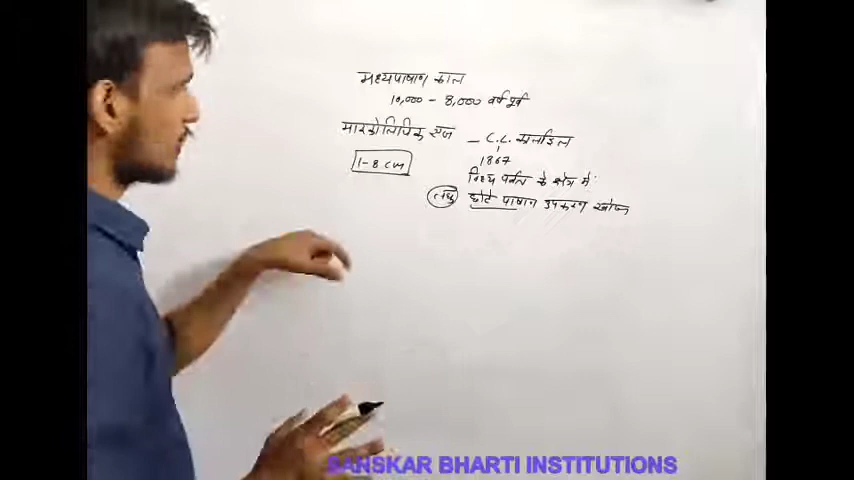 मध्यपाषाण काल
10,000 - 8,000 वर्ष पूर्व
माइक्रोलिथिक एज - C.C. कार्लाइल
1-8 CM
1867
विंध्य पर्वत के क्षेत्र में
लघु छोटे पाषाण उपकरण खोज
SANSKAR BHARTI INSTITUTIONS